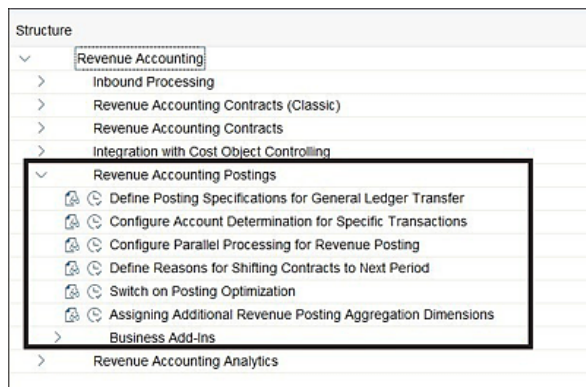 Structure
Revenue Accounting
Inbound Processing
Revenue Accounting Contracts (Classic)
Revenue Accounting Contracts
Integration with Cost Object Controlling
Revenue Accounting Postings
Define Posting Specifications for General Ledger Transfer
Configure Account Determination for Specific Transactions
Configure Parallel Processing for Revenue Posting
Define Reasons for Shifting Contracts to Next Period
Switch on Posting Optimization
Assigning Additional Revenue Posting Aggregation Dimensions
Business Add-Ins
Revenue Accounting Analytics